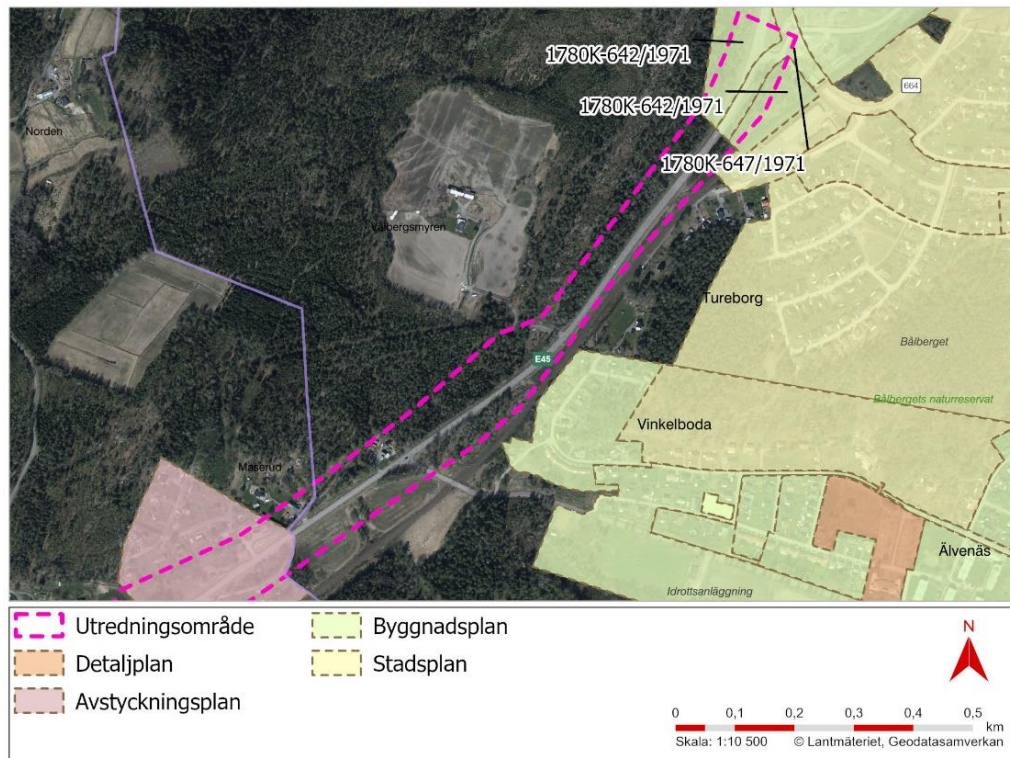 1780K-642/1971
664
1780K-642/1971
Norden
1780K-647/1971
Vålbergsmyren
Tureborg
Bålberget
E45
Bålbergets naturreservat
Vinkelboda
Maserud
Älvenäs
Idrottsanläggning
Utredningsområde
Byggnadsplan
Detaljplan
Stadsplan
Avstyckningsplan
N
0 0,1 0,2 0,3 0,4 0,5
km
Skala: 1:10 500 © Lantmäteriet, Geodatasamverkan